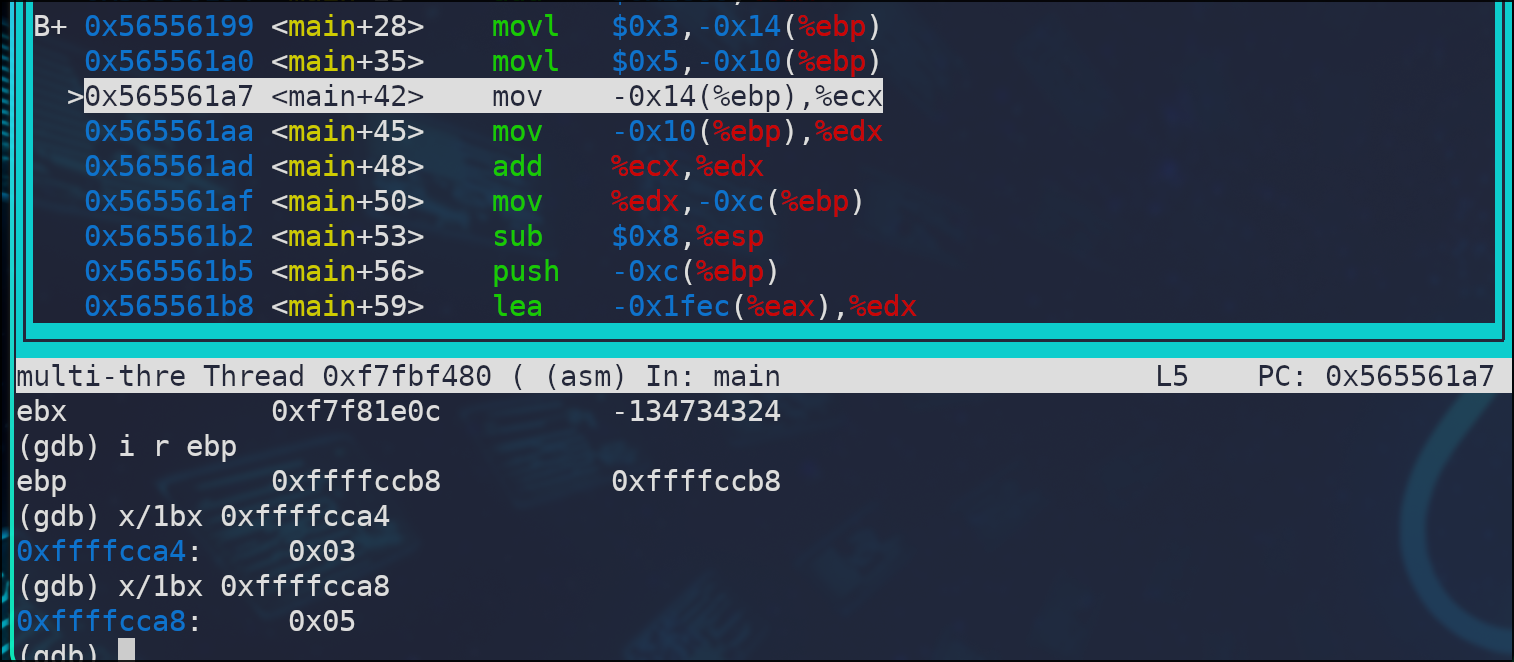 B+ 0x56556199 <main+28>    movl   $0x3,-0x14(%ebp)
0x565561a0 <main+35>    movl   $0x5,-0x10(%ebp)
>0x565561a7 <main+42>    mov    -0x14(%ebp),%ecx
0x565561aa <main+45>    mov    -0x10(%ebp),%edx
0x565561ad <main+48>    add    %ecx,%edx
0x565561af <main+50>    mov    %edx,-0xc(%ebp)
0x565561b2 <main+53>    sub    $0x8,%esp
0x565561b5 <main+56>    push   -0xc(%ebp)
0x565561b8 <main+59>    lea    -0x1fec(%eax),%edx
multi-thre Thread 0xf7fbf480 ( (asm) In: main    L5    PC: 0x565561a7
ebx            0xf7f81e0c          -134734324
(gdb) i r ebp
ebp            0xffffccb8          0xffffccb8
(gdb) x/1bx 0xffffcca4
0xffffcca4:     0x03
(gdb) x/1bx 0xffffcca8
0xffffcca8:     0x05
(gdb)